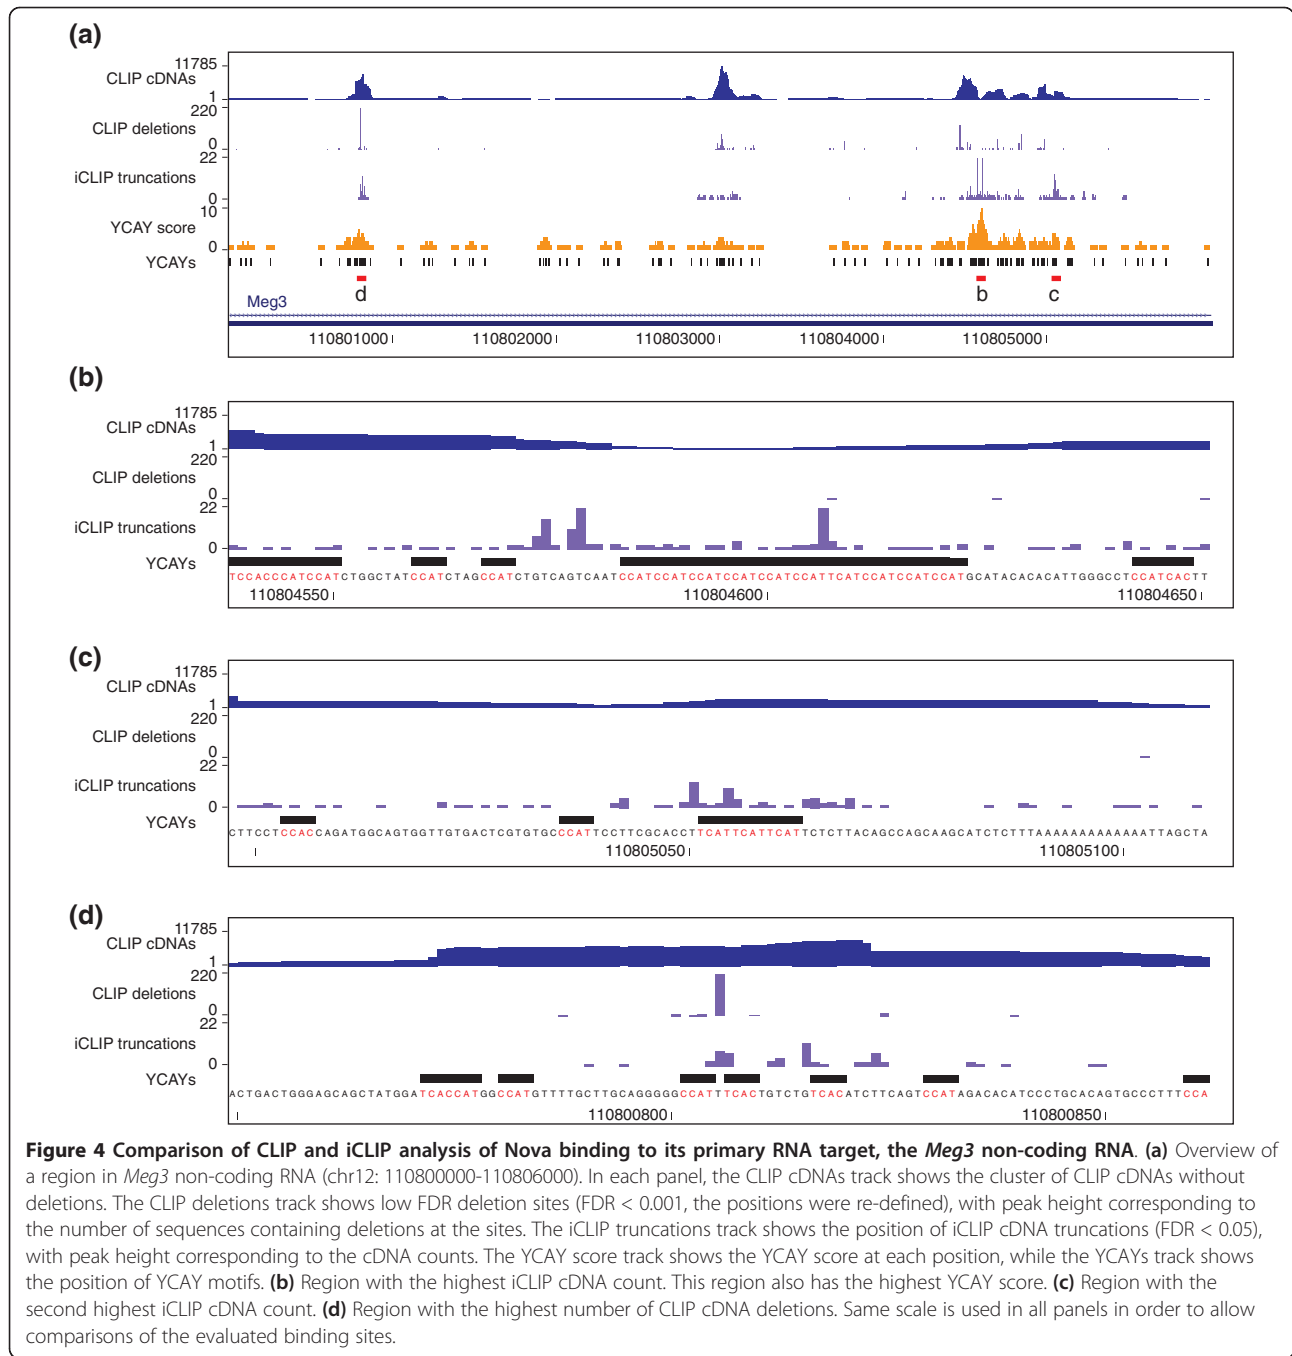 (a)
11785
CLIP cDNAs
1
220
CLIP deletions
0
22
iCLIP truncations
0
10
YCAY score
0
YCAYs
d b c
Meg3
110801000 110802000 110803000 110804000 110805000
(b)
11785
CLIP cDNAs
1
220
CLIP deletions
0
22
iCLIP truncations
0
YCAYs
TCCACCCATCCATCTGGCTATCCATCTAGCCATCTGTCAGTCAATCCATCCATCCATCCATCCATCCATTCATCCATCCATCCATGCATACACACATTGGGCCTCCATCACTT
110804550 110804600 110804650
(c)
11785
CLIP cDNAs
1
220
CLIP deletions
0
22
iCLIP truncations
0
YCAYs
CTTCCTCCACCAGATGGCAGTGGTTGTGACTCGTGTGCCCATTCCTTCGCACCTTCATTCATTCATTCTCTTACAGCCAGCAAGCATCTCTTTAAAAAAAAAAAAAATTAGCTA
110805050 110805100
(d)
11785
CLIP cDNAs
1
220
CLIP deletions
0
22
iCLIP truncations
0
YCAYs
ACTGACTGGGAGCAGCTATGGATCACCATGGCCATGTTTTGCTTGCAGGGGGCCATTTCACTGTCTGTCACATCTTCAGTCCATAGACACATCCCTGCACAGTGCCCTTTCCA
110800800 110800850
Figure 4 Comparison of CLIP and iCLIP analysis of Nova binding to its primary RNA target, the Meg3 non-coding RNA. (a) Overview of
a region in Meg3 non-coding RNA (chr12: 110800000-110806000). In each panel, the CLIP cDNAs track shows the cluster of CLIP cDNAs without
deletions. The CLIP deletions track shows low FDR deletion sites (FDR < 0.001, the positions were re-defined), with peak height corresponding to
the number of sequences containing deletions at the sites. The iCLIP truncations track shows the position of iCLIP cDNA truncations (FDR < 0.05),
with peak height corresponding to the cDNA counts. The YCAY score track shows the YCAY score at each position, while the YCAYs track shows
the position of YCAY motifs. (b) Region with the highest iCLIP cDNA count. This region also has the highest YCAY score. (c) Region with the
second highest iCLIP cDNA count. (d) Region with the highest number of CLIP cDNA deletions. Same scale is used in all panels in order to allow
comparisons of the evaluated binding sites.